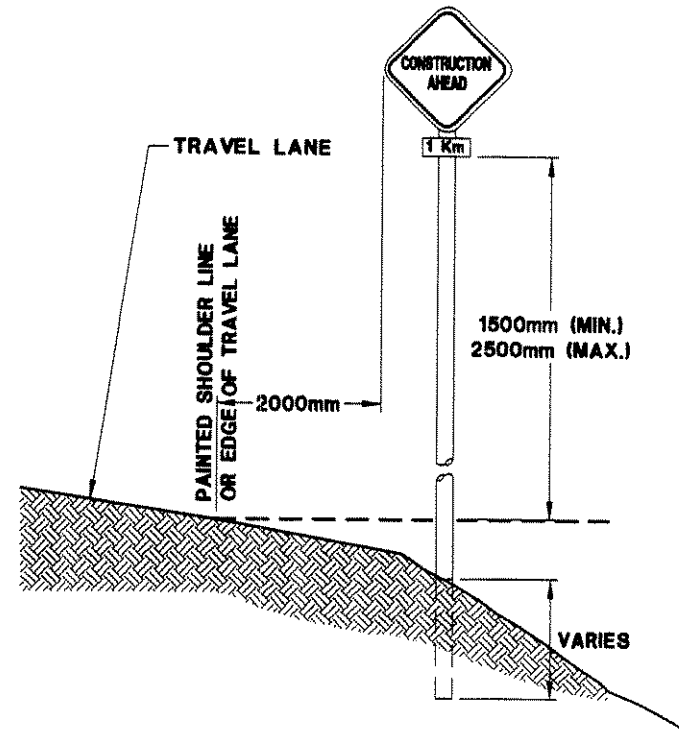 CONSTRUCTION
AHEAD
1 Km
TRAVEL LANE
PAINTED SHOULDER LINE
OR EDGE OF TRAVEL LANE
2000mm
1500mm (MIN.)
2500mm (MAX.)
VARIES